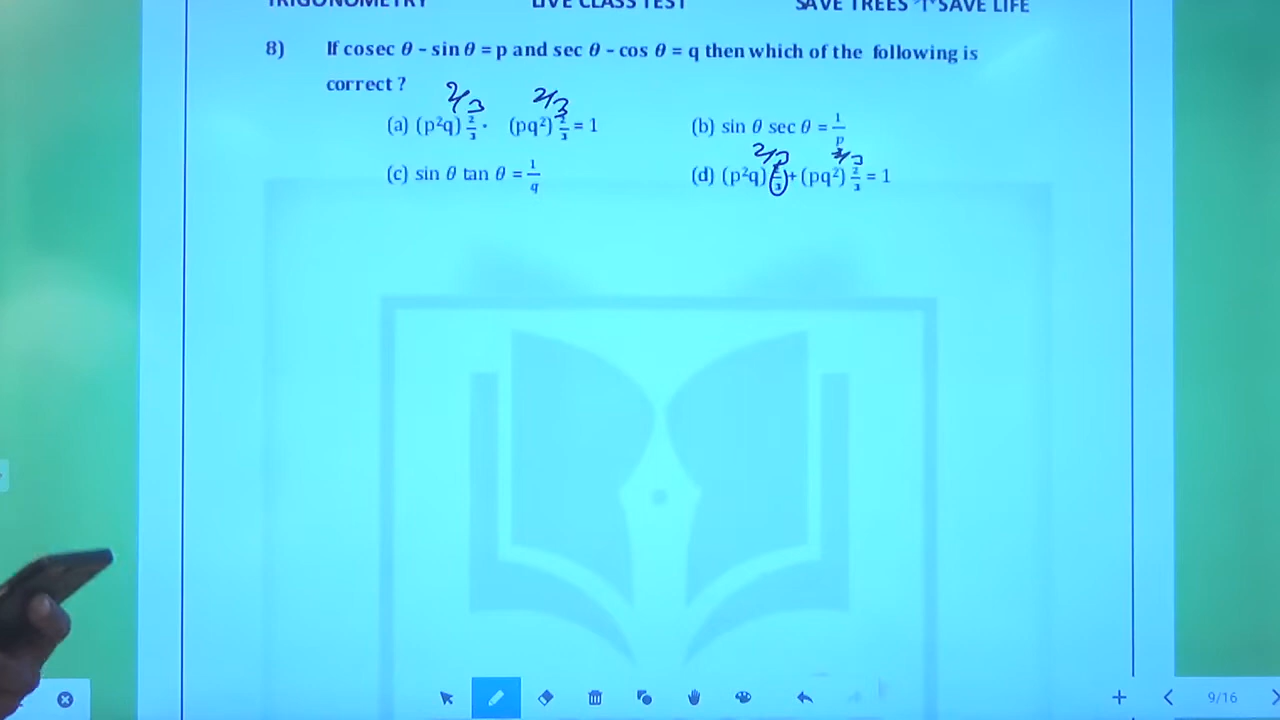 TRIGONOMETRY LIVE CLASS TEST SAVE TREES SAVE LIFE
8) If cosec θ – sin θ = p and sec θ – cos θ = q then which of the following is
correct ?
2/3 2/3
(a) (p²q) 2/3 · (pq²) 2/3 = 1 (b) sin θ sec θ = 1/p
2/3 2/3
(c) sin θ tan θ = 1/q (d) (p²q) 2/3 + (pq²) 2/3 = 1
9/16